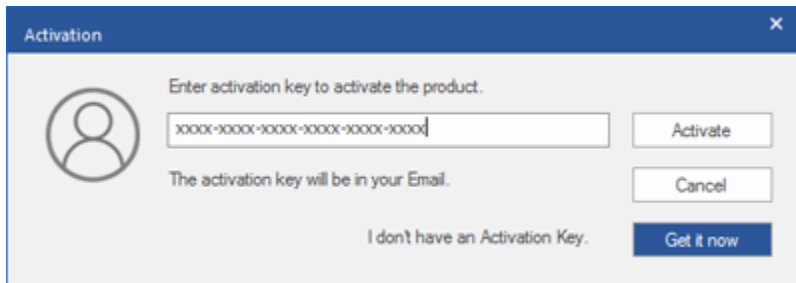 Activation
Enter activation key to activate the product.
xxxx-xxxx-xxxx-xxxx-xxxx-xxxx
Activate
The activation key will be in your Email.
Cancel
I don't have an Activation Key.
Get it now